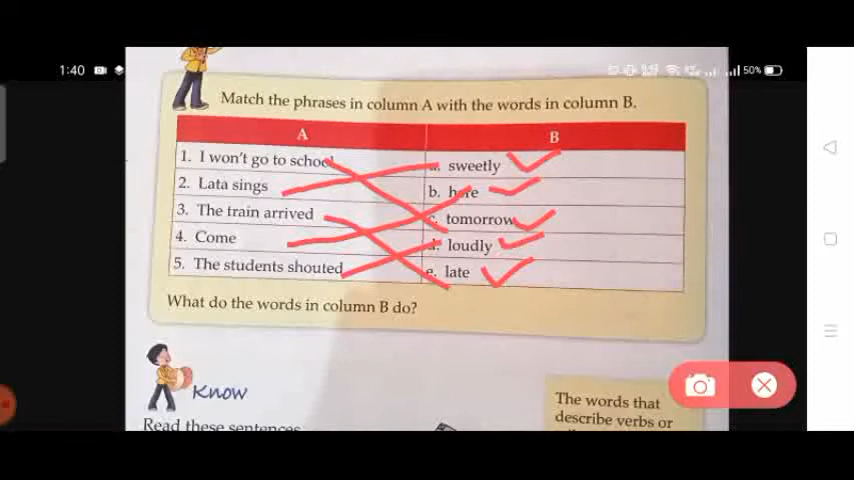 1:40
50%
Match the phrases in column A with the words in column B.
A B
1. I won't go to school a. sweetly
2. Lata sings b. here
3. The train arrived c. tomorrow
4. Come d. loudly
5. The students shouted e. late
What do the words in column B do?
Know
Read these sentences
The words that
describe verbs or